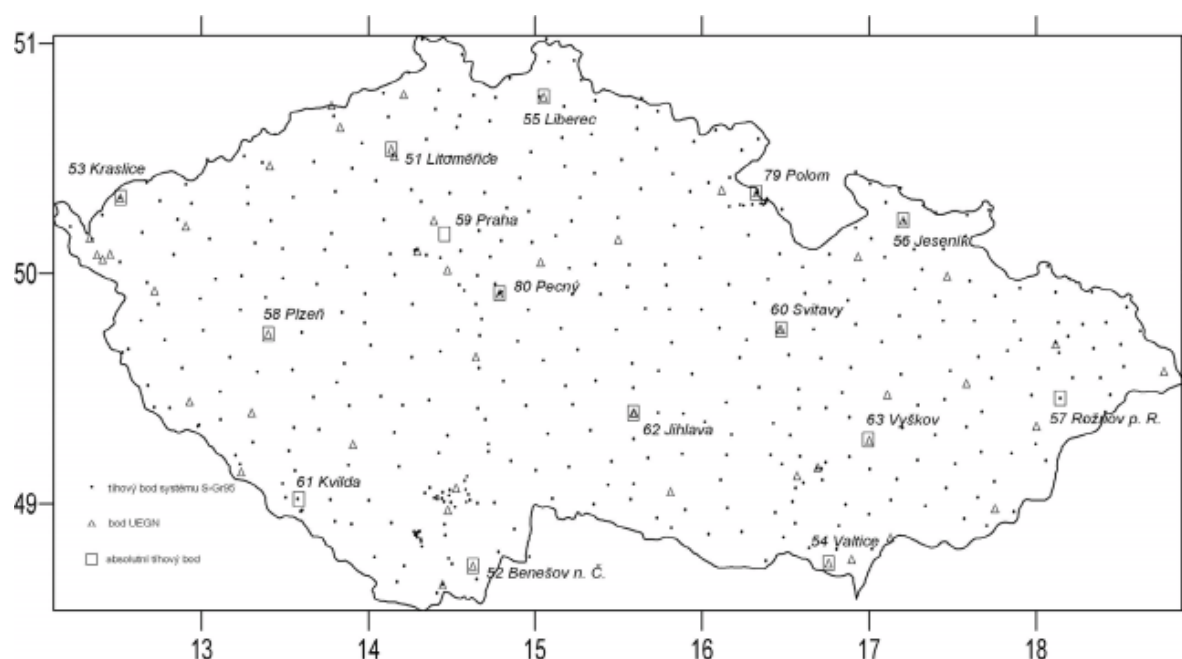 51
55 Liberec
51 Litoměřice
53 Kraslice
79 Polom
59 Praha
56 Jeseník
50
80 Pecný
58 Plzeň
60 Svitavy
57 Rožnov p. R.
63 Vyškov
62 Jihlava
61 Kvilda
tíhový bod systému S-Gr95
49
bod UEGN
54 Valtice
absolutní tíhový bod
52 Benešov n. Č.
13 14 15 16 17 18